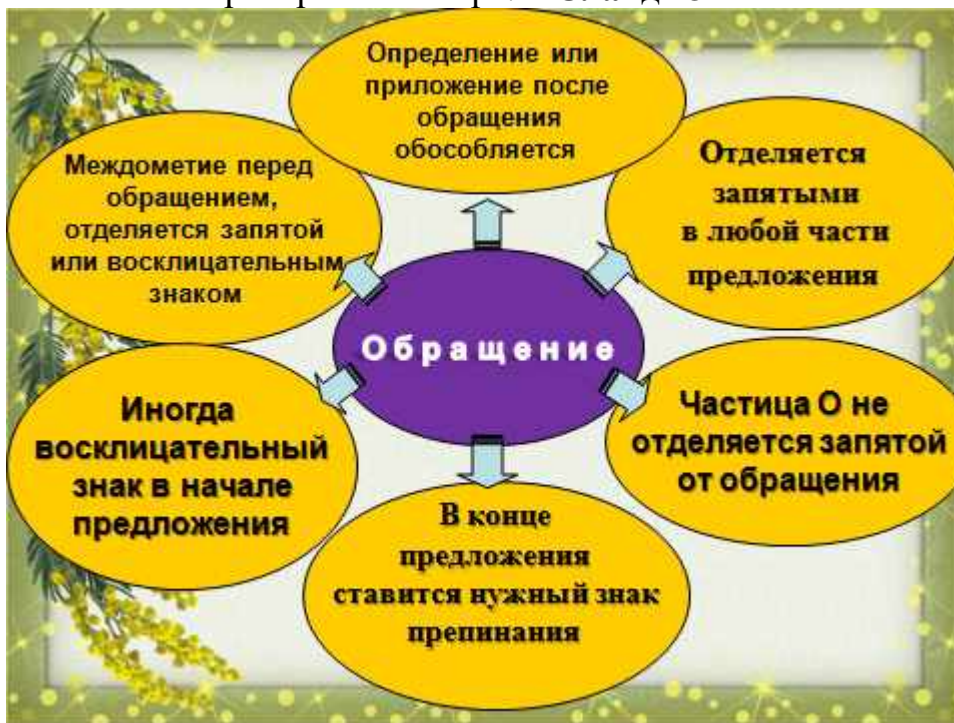 Определение или
приложение после
обращения
обособляется
Междометие перед
обращением,
отделяется запятой
или восклицательным
знаком
Отделяется
запятыми
в любой части
предложения
Обращение
Иногда
восклицательный
знак в начале
предложения
Частица О не
отделяется запятой
от обращения
В конце
предложения
ставится нужный знак
препинания